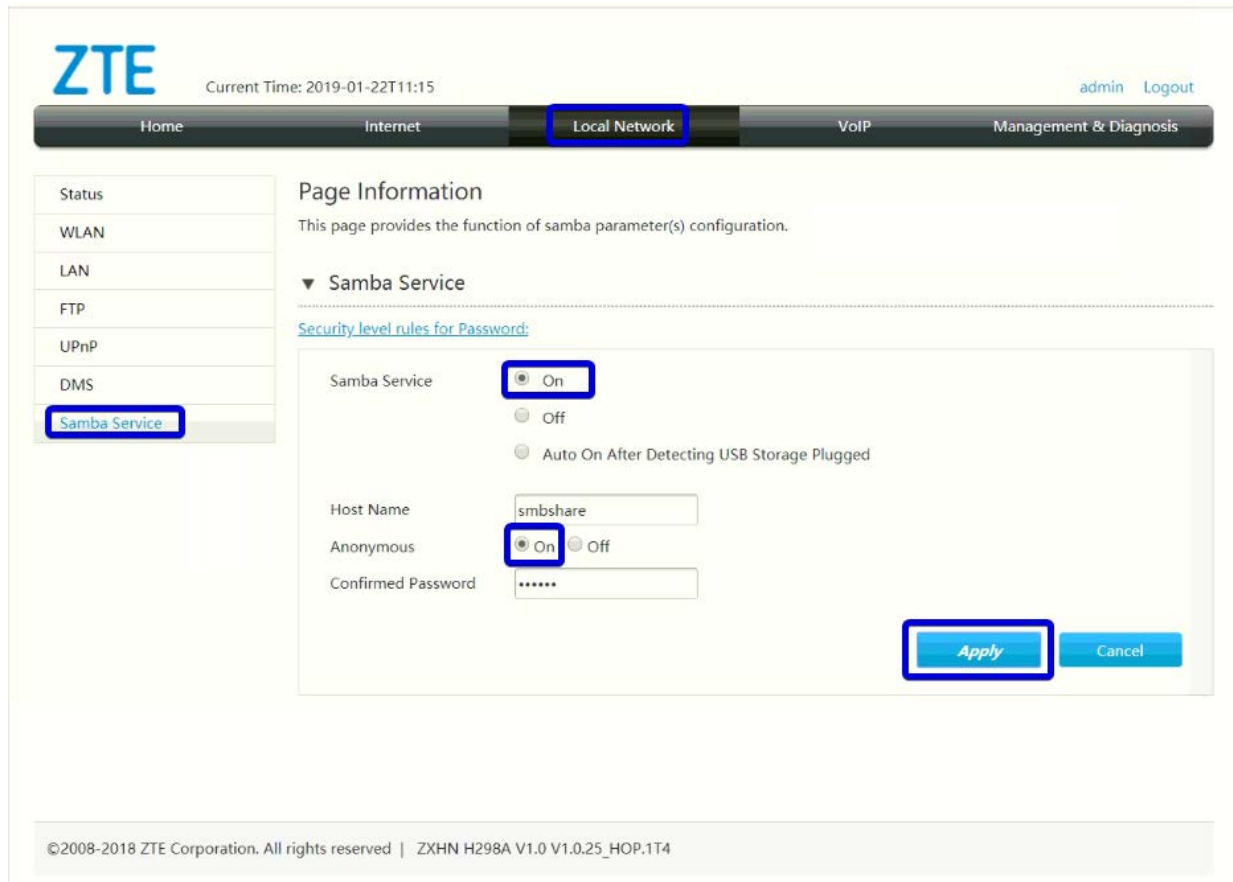 ZTE
Current Time: 2019-01-22T11:15
admin Logout
Home Internet Local Network VoIP Management & Diagnosis
Status
WLAN
LAN
FTP
UPnP
DMS
Samba Service
Page Information
This page provides the function of samba parameter(s) configuration.
▼ Samba Service
Security level rules for Password:
Samba Service On
Off
Auto On After Detecting USB Storage Plugged
Host Name smbshare
Anonymous On Off
Confirmed Password ••••••
Apply Cancel
©2008-2018 ZTE Corporation. All rights reserved | ZXHN H298A V1.0 V1.0.25_HOP.1T4